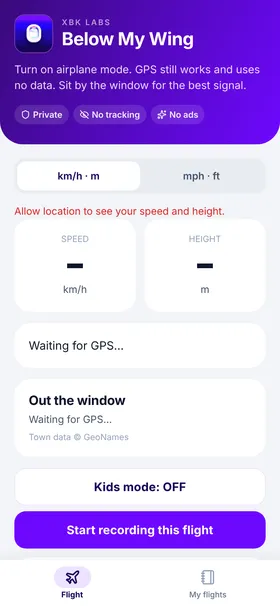 XBK LABS
Below My Wing
Turn on airplane mode. GPS still works and uses
no data. Sit by the window for the best signal.
Private
No tracking
No ads
km/h · m
mph · ft
Allow location to see your speed and height.
SPEED
HEIGHT
–
–
km/h
m
Waiting for GPS...
Out the window
Waiting for GPS...
Town data © GeoNames
Kids mode: OFF
Start recording this flight
Flight
My flights